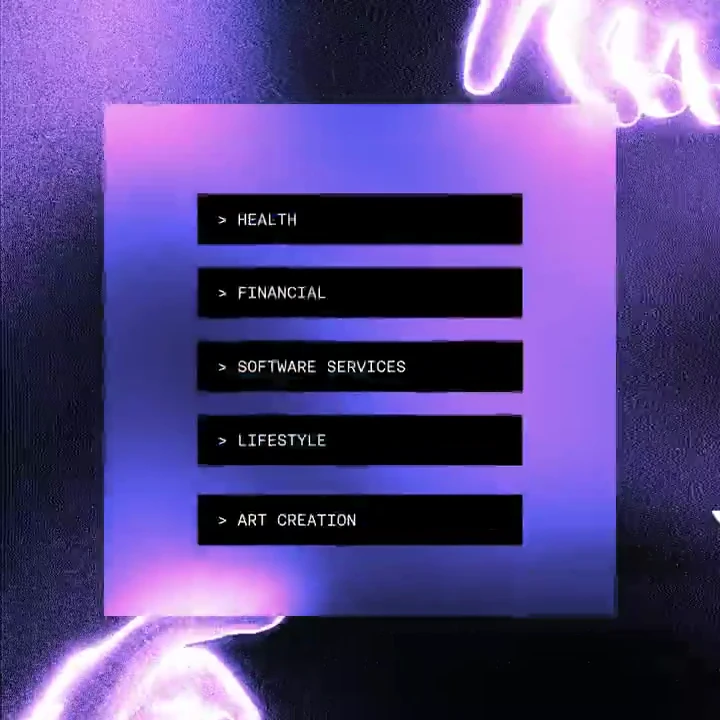 > HEALTH
> FINANCIAL
> SOFTWARE SERVICES
> LIFESTYLE
> ART CREATION